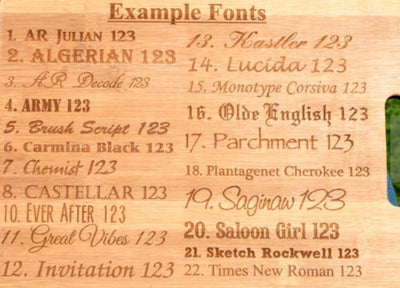 Example Fonts
1. AR Julian 123
2. ALGERIAN 123
3. AR Decode 123
4. ARMY 123
5. Brush Script 123
6. Carmina Black 123
7. Chemist 123
8. CASTELLAR 123
10. EVER AFTER 123
11. Great Vibes 123
12. Invitation 123
13. Hastler 123
14. Lucida 123
15. Monotype Corsiva 123
16. Olde English 123
17. Parchment 123
18. Plantagenet Cherokee 123
19. Saginaw 123
20. Saloon Girl 123
21. Sketch Rockwell 123
22. Times New Roman 123